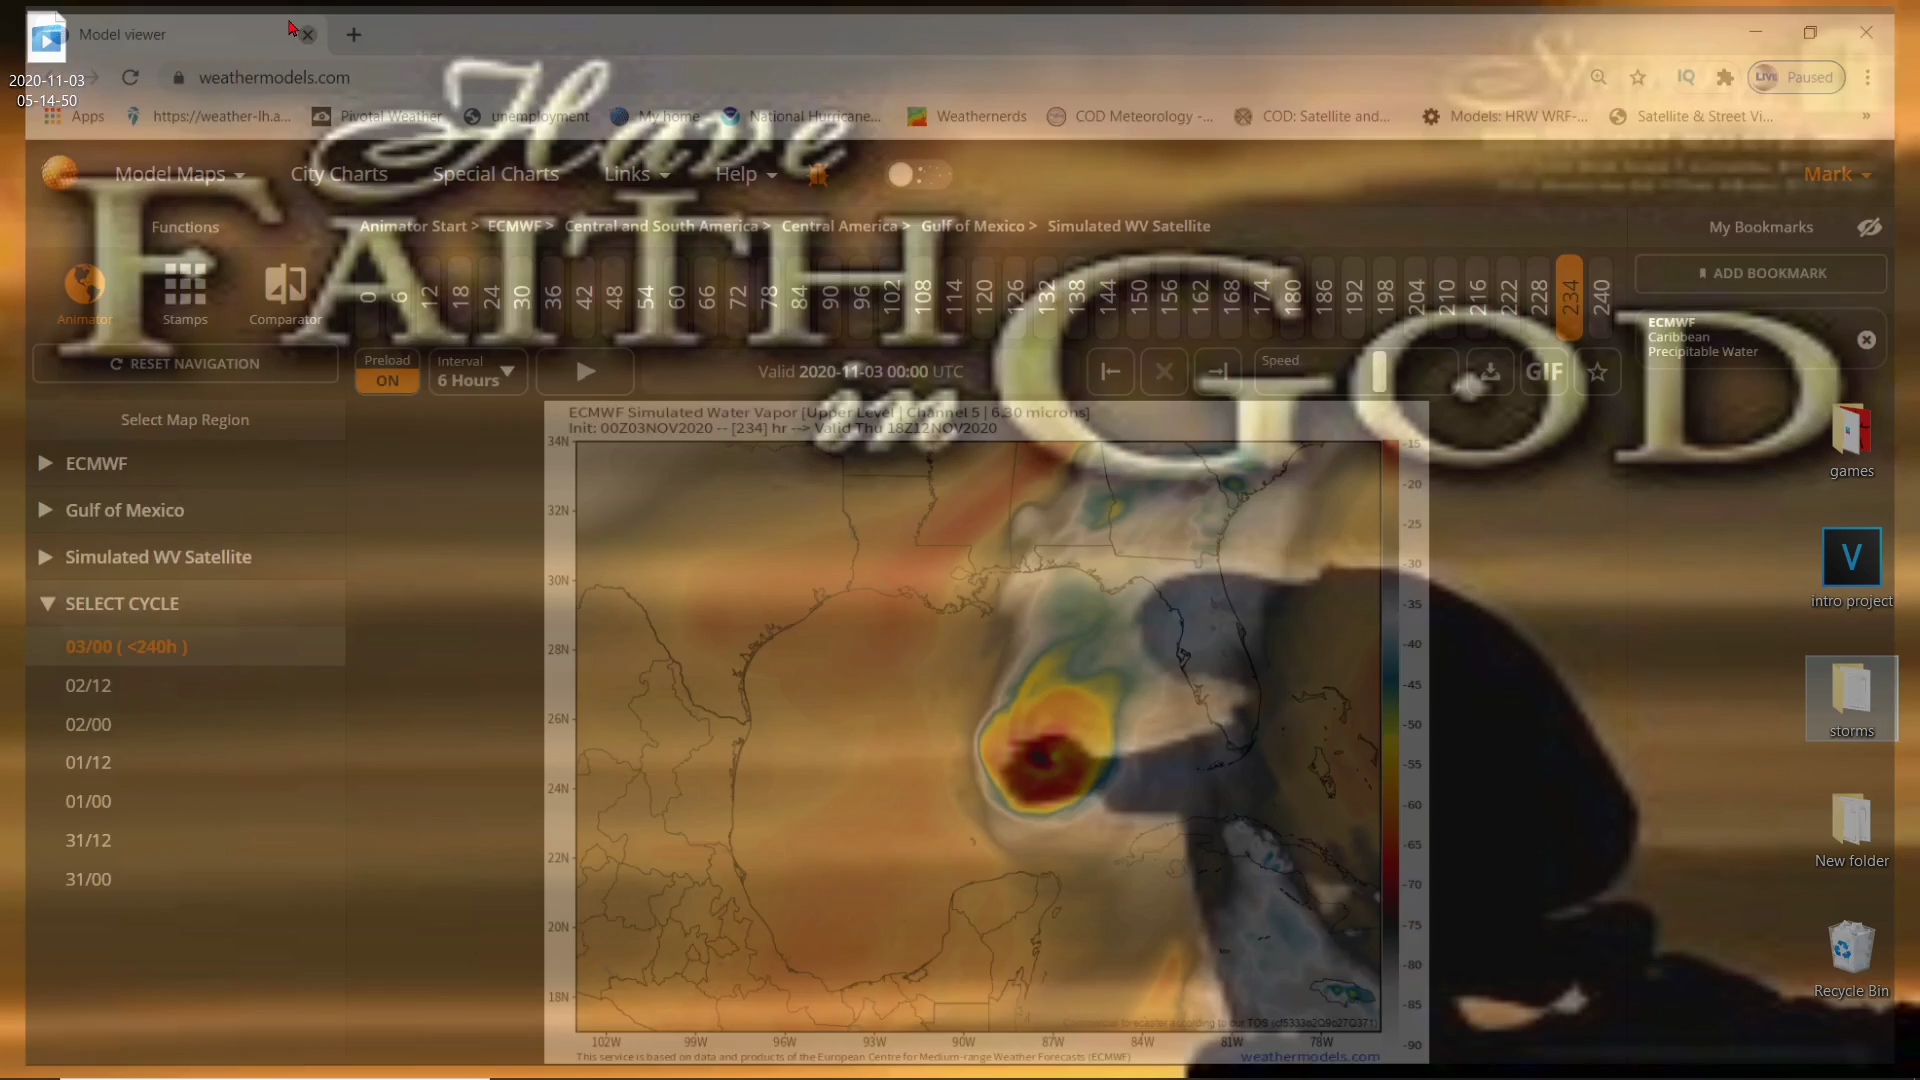 Model viewer
2020-11-03
05-14-50
weathermodels.com
IQ
LIVE Paused
Apps
https://weather-lh.a...
Pivotal Weather
unemployment
My home
National Hurricane...
Weathernerds
COD Meteorology -...
COD: Satellite and...
Models: HRW WRF-...
Satellite & Street Vi...
»
Have
FAITH
in
GOD
Model Maps
City Charts
Special Charts
Links
Help
Mark
Functions
Animator Start > ECMWF > Central and South America > Central America > Gulf of Mexico > Simulated WV Satellite
My Bookmarks
Animator
Stamps
Comparator
0 6 12 18 24 30 36 42 48 54 60 66 72 78 84 90 96 102 108 114 120 126 132 138 144 150 156 162 168 174 180 186 192 198 204 210 216 222 228 234 240
ADD BOOKMARK
ECMWF
Caribbean
Precipitable Water
RESET NAVIGATION
Preload
ON
Interval
6 Hours
Valid 2020-11-03 00:00 UTC
Speed
GIF
Select Map Region
ECMWF
Gulf of Mexico
Simulated WV Satellite
SELECT CYCLE
03/00 ( <240h )
02/12
02/00
01/12
01/00
31/12
31/00
ECMWF Simulated Water Vapor [Upper Level | Channel 5 | 6.30 microns]
Init: 00Z03NOV2020 -- [234] hr --> Valid Thu 18Z12NOV2020
34N
32N
30N
28N
26N
24N
22N
20N
18N
102W 99W 96W 93W 90W 87W 84W 81W 78W
-15
-20
-25
-30
-35
-40
-45
-50
-55
-60
-65
-70
-75
-80
-85
-90
This service is based on data and products of the European Centre for Medium-range Weather Forecasts (ECMWF)
weathermodels.com
games
V
intro project
storms
New folder
Recycle Bin